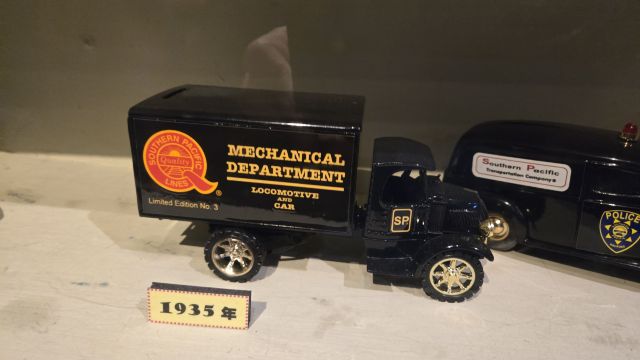 SOUTHERN PACIFIC
Quality
LINES
MECHANICAL
DEPARTMENT
LOCOMOTIVE
AND
CAR
Limited Edition No. 3
SP
Southern Pacific
Transportation Company
POLICE
1935年